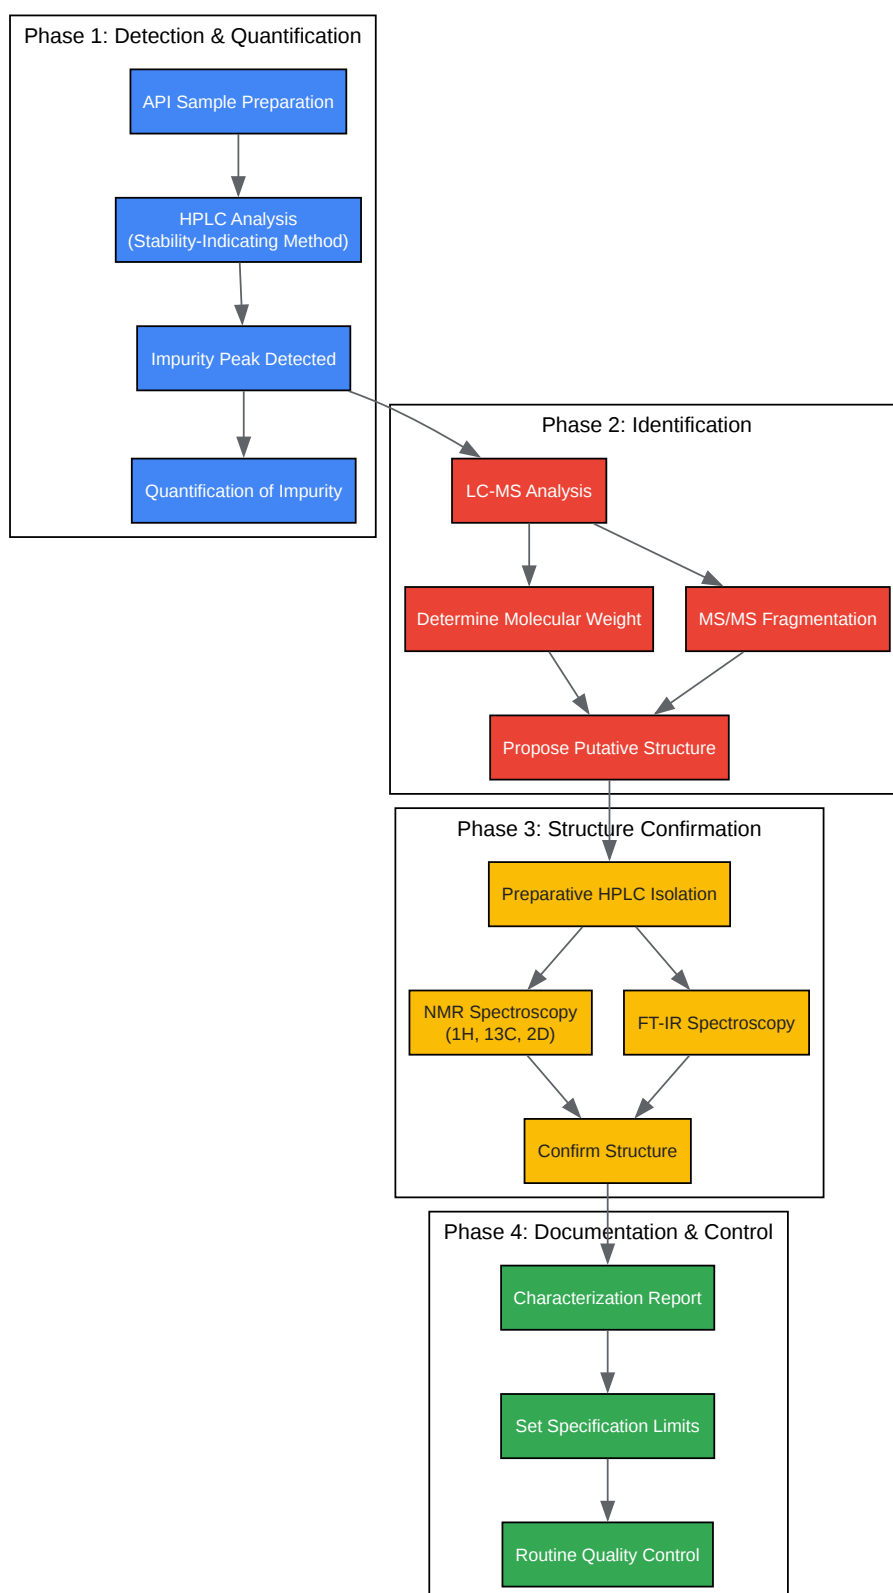 Phase 1: Detection & Quantification
API Sample Preparation
HPLC Analysis
(Stability-Indicating Method)
Impurity Peak Detected
Quantification of Impurity
Phase 2: Identification
LC-MS Analysis
Determine Molecular Weight
MS/MS Fragmentation
Propose Putative Structure
Phase 3: Structure Confirmation
Preparative HPLC Isolation
NMR Spectroscopy
(1H, 13C, 2D)
FT-IR Spectroscopy
Confirm Structure
Phase 4: Documentation & Control
Characterization Report
Set Specification Limits
Routine Quality Control